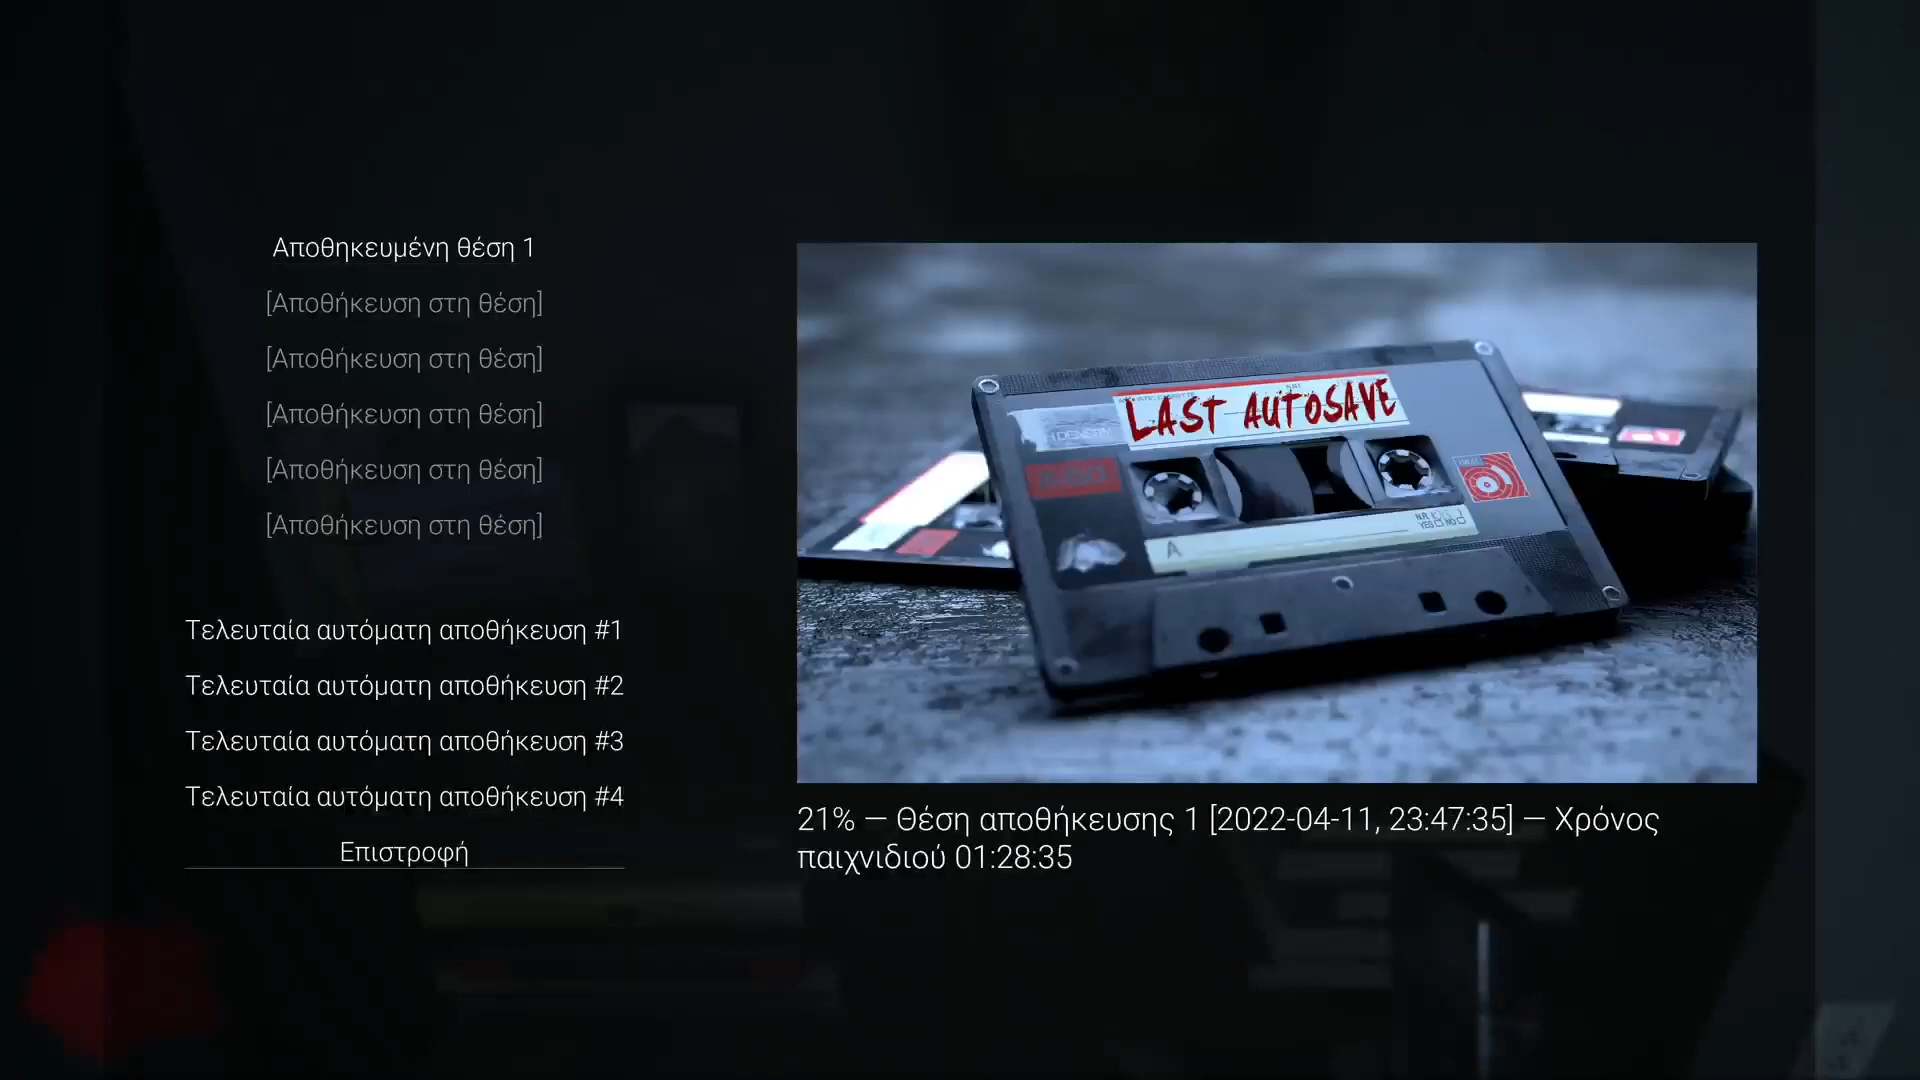 Αποθηκευμένη θέση 1
[Αποθήκευση στη θέση]
[Αποθήκευση στη θέση]
[Αποθήκευση στη θέση]
[Αποθήκευση στη θέση]
[Αποθήκευση στη θέση]
Τελευταία αυτόματη αποθήκευση #1
Τελευταία αυτόματη αποθήκευση #2
Τελευταία αυτόματη αποθήκευση #3
Τελευταία αυτόματη αποθήκευση #4
Επιστροφή
LAST AUTOSAVE
A
YES NO
21% — Θέση αποθήκευσης 1 [2022-04-11, 23:47:35] — Χρόνος
παιχνιδιού 01:28:35